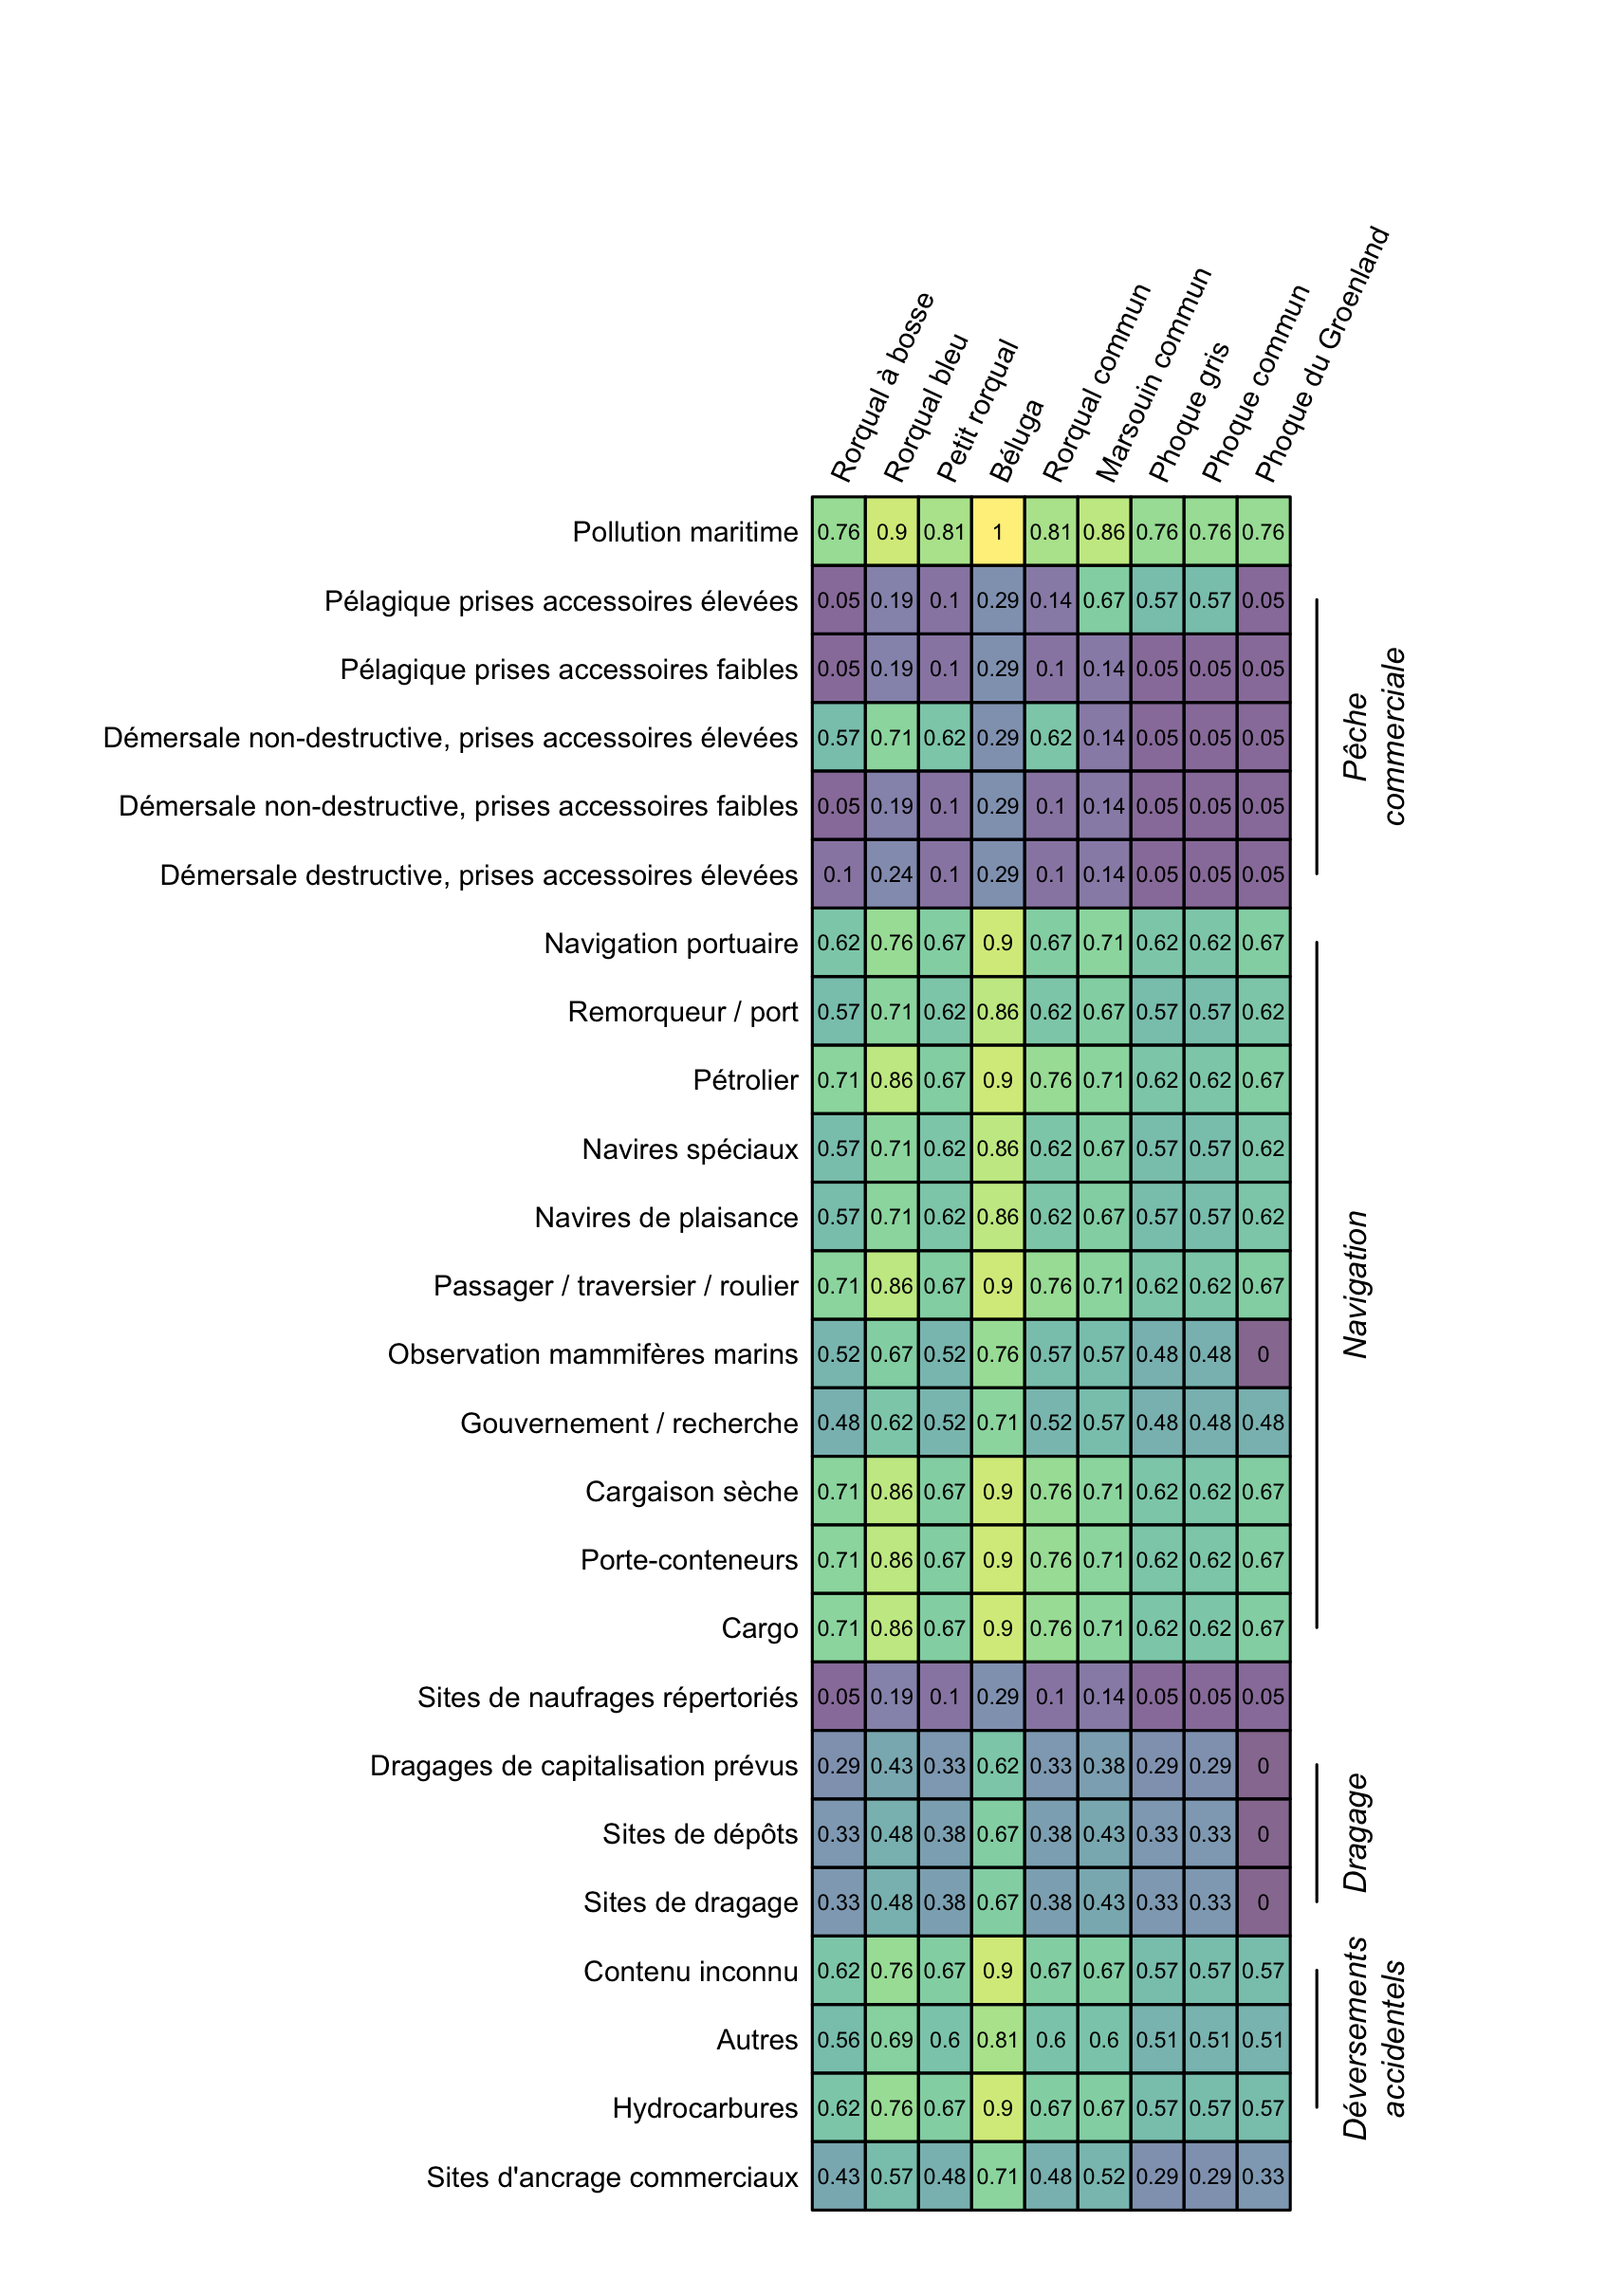 Rorqual à bosse
Rorqual bleu
Petit rorqual
Béluga
Rorqual commun
Marsouin commun
Phoque gris
Phoque commun
Phoque du Groenland
Pollution maritime 0.76 0.9 0.81 1 0.81 0.86 0.76 0.76 0.76
Pélagique prises accessoires élevées 0.05 0.19 0.1 0.29 0.14 0.67 0.57 0.57 0.05
Pélagique prises accessoires faibles 0.05 0.19 0.1 0.29 0.1 0.14 0.05 0.05 0.05
Démersale non-destructive, prises accessoires élevées 0.57 0.71 0.62 0.29 0.62 0.14 0.05 0.05 0.05
Démersale non-destructive, prises accessoires faibles 0.05 0.19 0.1 0.29 0.1 0.14 0.05 0.05 0.05
Démersale destructive, prises accessoires élevées 0.1 0.24 0.1 0.29 0.1 0.14 0.05 0.05 0.05
Pêche
commerciale
Navigation portuaire 0.62 0.76 0.67 0.9 0.67 0.71 0.62 0.62 0.67
Remorqueur / port 0.57 0.71 0.62 0.86 0.62 0.67 0.57 0.57 0.62
Pétrolier 0.71 0.86 0.67 0.9 0.76 0.71 0.62 0.62 0.67
Navires spéciaux 0.57 0.71 0.62 0.86 0.62 0.67 0.57 0.57 0.62
Navires de plaisance 0.57 0.71 0.62 0.86 0.62 0.67 0.57 0.57 0.62
Passager / traversier / roulier 0.71 0.86 0.67 0.9 0.76 0.71 0.62 0.62 0.67
Observation mammifères marins 0.52 0.67 0.52 0.76 0.57 0.57 0.48 0.48 0
Gouvernement / recherche 0.48 0.62 0.52 0.71 0.52 0.57 0.48 0.48 0.48
Cargaison sèche 0.71 0.86 0.67 0.9 0.76 0.71 0.62 0.62 0.67
Porte-conteneurs 0.71 0.86 0.67 0.9 0.76 0.71 0.62 0.62 0.67
Cargo 0.71 0.86 0.67 0.9 0.76 0.71 0.62 0.62 0.67
Navigation
Sites de naufrages répertoriés 0.05 0.19 0.1 0.29 0.1 0.14 0.05 0.05 0.05
Dragages de capitalisation prévus 0.29 0.43 0.33 0.62 0.33 0.38 0.29 0.29 0
Sites de dépôts 0.33 0.48 0.38 0.67 0.38 0.43 0.33 0.33 0
Sites de dragage 0.33 0.48 0.38 0.67 0.38 0.43 0.33 0.33 0
Dragage
Contenu inconnu 0.62 0.76 0.67 0.9 0.67 0.67 0.57 0.57 0.57
Autres 0.56 0.69 0.6 0.81 0.6 0.6 0.51 0.51 0.51
Hydrocarbures 0.62 0.76 0.67 0.9 0.67 0.67 0.57 0.57 0.57
Déversements
accidentels
Sites d'ancrage commerciaux 0.43 0.57 0.48 0.71 0.48 0.52 0.29 0.29 0.33